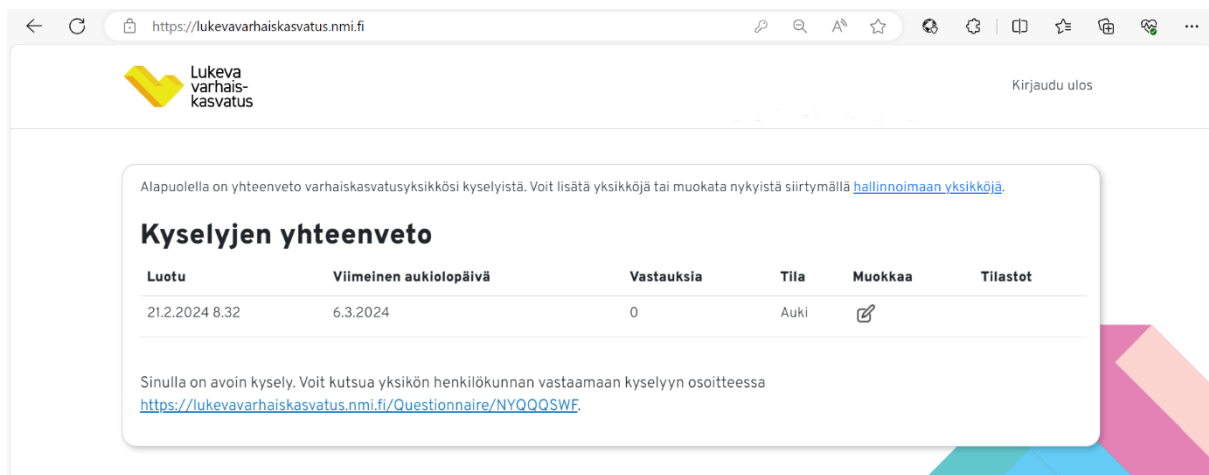 https://lukevavarhaiskasvatus.nmi.fi
Lukeva
varhais-
kasvatus
Kirjaudu ulos
Alapuolella on yhteenveto varhaiskasvatusyksikkösi kyselyistä. Voit lisätä yksikköjä tai muokata nykyistä siirtymällä hallinnoimaan yksikköjä.
Kyselyjen yhteenveto
Luotu Viimeinen aukiolopäivä Vastauksia Tila Muokkaa Tilastot
21.2.2024 8.32 6.3.2024 0 Auki
Sinulla on avoin kysely. Voit kutsua yksikön henkilökunnan vastaamaan kyselyyn osoitteessa
https://lukevavarhaiskasvatus.nmi.fi/Questionnaire/NYQQQSWF.